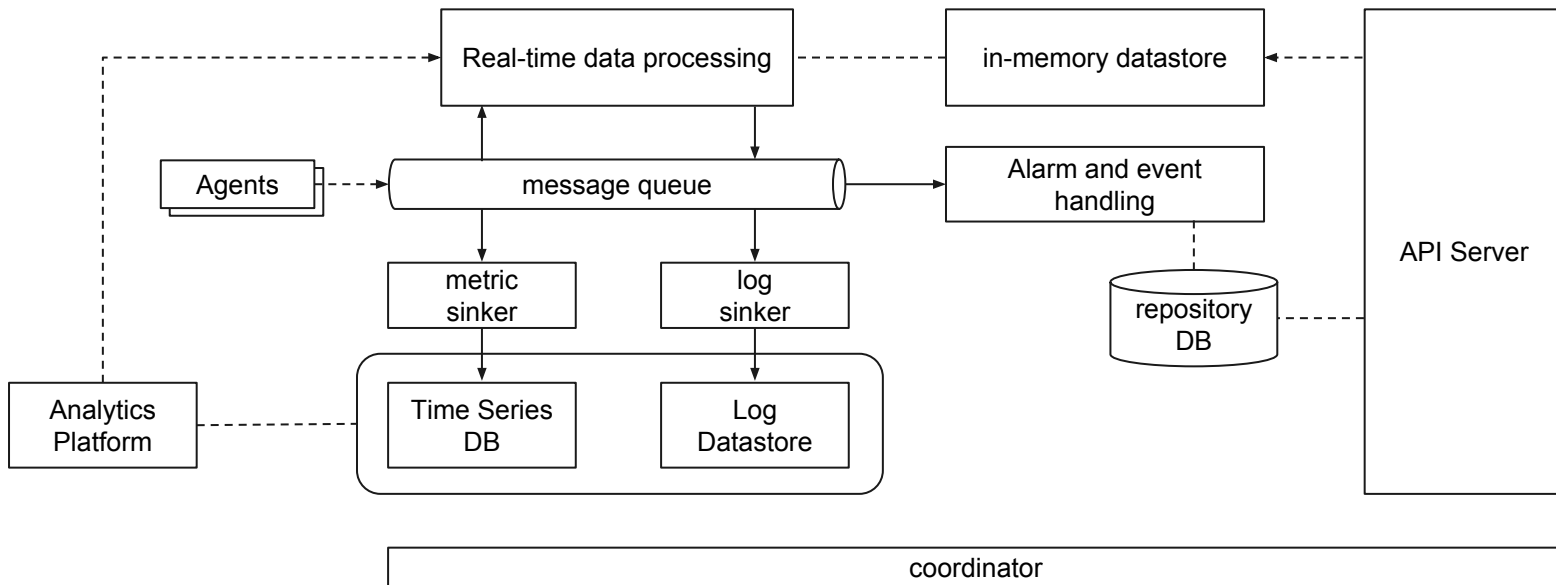 Real-time data processing
in-memory datastore
Agents
message queue
Alarm and event
handling
API Server
metric
sinker
log
sinker
repository
DB
Analytics
Platform
Time Series
DB
Log
Datastore
coordinator